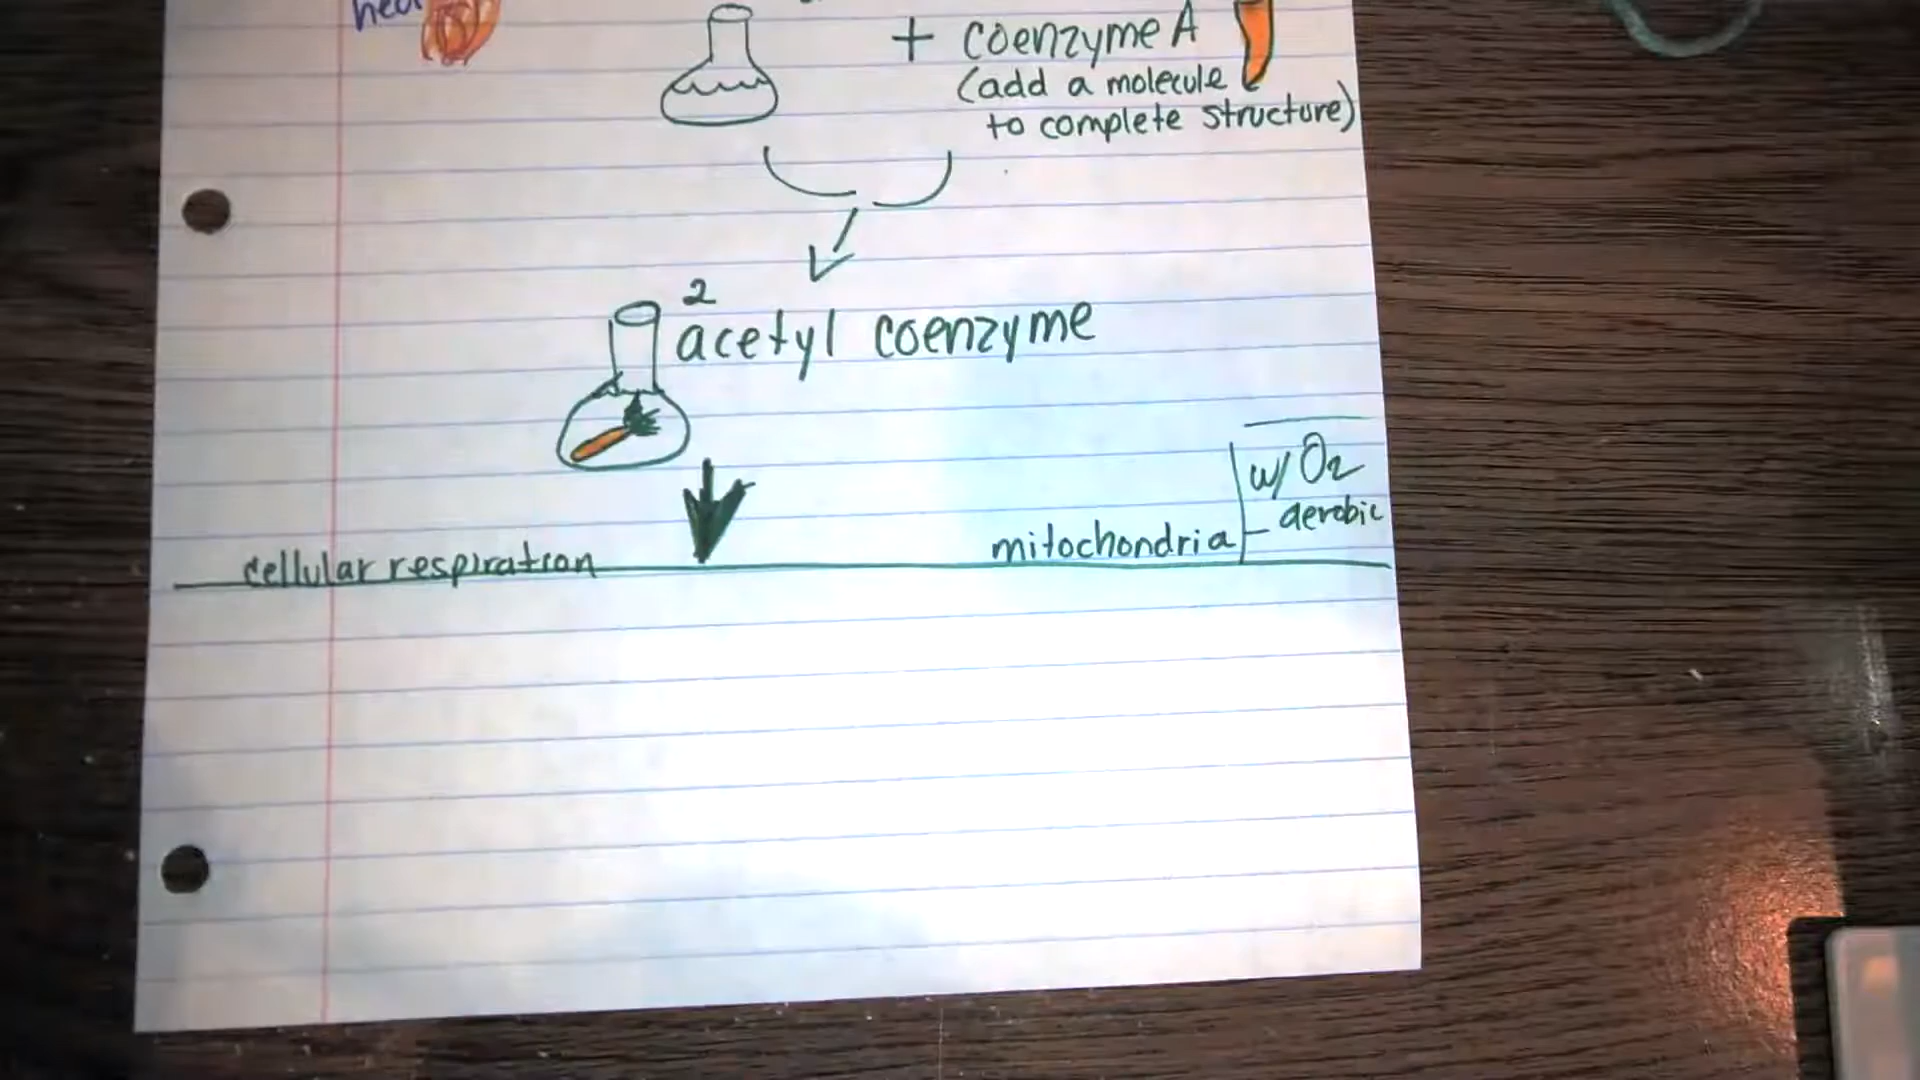 + coenzyme A
(add a molecule
to complete structure)
2
acetyl coenzyme
w/ O2
- aerobic
mitochondria
cellular respiration